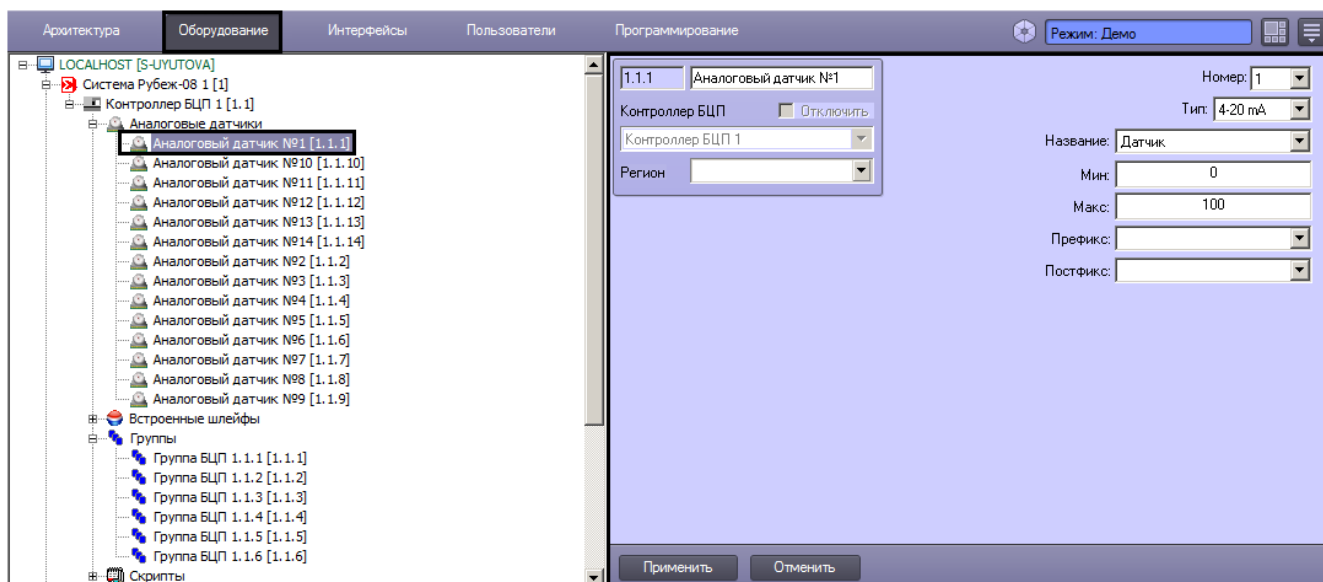 Архитектура
Оборудование
Интерфейсы
Пользователи
Программирование
Режим: Демо
LOCALHOST [S-UYUTOVA]
Система Рубеж-08 1 [1]
Контроллер БЦП 1 [1.1]
Аналоговые датчики
Аналоговый датчик №1 [1.1.1]
Аналоговый датчик №10 [1.1.10]
Аналоговый датчик №11 [1.1.11]
Аналоговый датчик №12 [1.1.12]
Аналоговый датчик №13 [1.1.13]
Аналоговый датчик №14 [1.1.14]
Аналоговый датчик №2 [1.1.2]
Аналоговый датчик №3 [1.1.3]
Аналоговый датчик №4 [1.1.4]
Аналоговый датчик №5 [1.1.5]
Аналоговый датчик №6 [1.1.6]
Аналоговый датчик №7 [1.1.7]
Аналоговый датчик №8 [1.1.8]
Аналоговый датчик №9 [1.1.9]
Встроенные шлейфы
Группы
Группа БЦП 1.1.1 [1.1.1]
Группа БЦП 1.1.2 [1.1.2]
Группа БЦП 1.1.3 [1.1.3]
Группа БЦП 1.1.4 [1.1.4]
Группа БЦП 1.1.5 [1.1.5]
Группа БЦП 1.1.6 [1.1.6]
Скрипты
1.1.1 Аналоговый датчик №1
Контроллер БЦП Отключить
Контроллер БЦП 1
Регион
Номер: 1
Тип: 4-20 mA
Название: Датчик
Мин: 0
Макс: 100
Префикс:
Постфикс:
Применить
Отменить